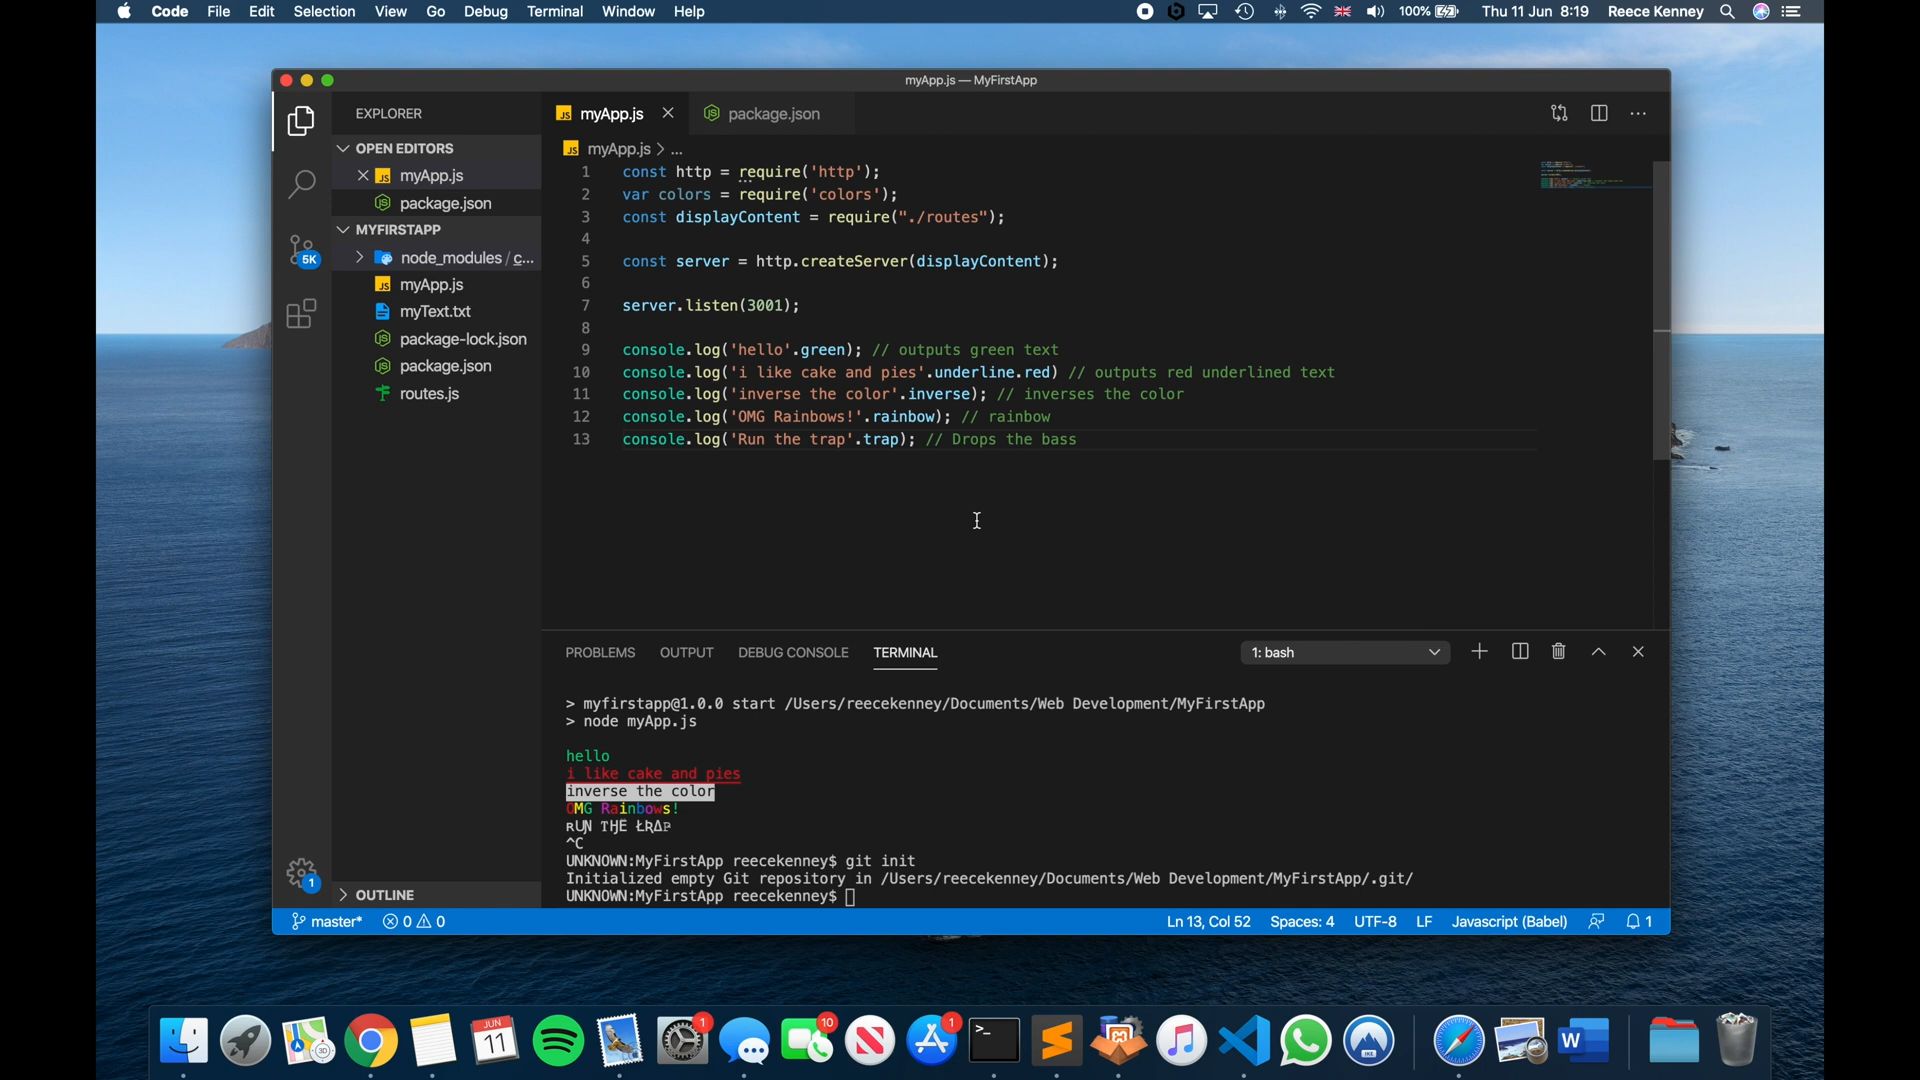 Code File Edit Selection View Go Debug Terminal Window Help
100% Thu 11 Jun 8:19 Reece Kenney
myApp.js — MyFirstApp
EXPLORER
OPEN EDITORS
myApp.js
package.json
MYFIRSTAPP
node_modules / c...
myApp.js
myText.txt
package-lock.json
package.json
routes.js
OUTLINE
5K
1
myApp.js package.json
myApp.js > ...
1 const http = require('http');
2 var colors = require('colors');
3 const displayContent = require("./routes");
4
5 const server = http.createServer(displayContent);
6
7 server.listen(3001);
8
9 console.log('hello'.green); // outputs green text
10 console.log('i like cake and pies'.underline.red) // outputs red underlined text
11 console.log('inverse the color'.inverse); // inverses the color
12 console.log('OMG Rainbows!'.rainbow); // rainbow
13 console.log('Run the trap'.trap); // Drops the bass
PROBLEMS OUTPUT DEBUG CONSOLE TERMINAL 1: bash
> myfirstapp@1.0.0 start /Users/reecekenney/Documents/Web Development/MyFirstApp
> node myApp.js
hello
i like cake and pies
inverse the color
OMG Rainbows!
^C
UNKNOWN:MyFirstApp reecekenney$ git init
Initialized empty Git repository in /Users/reecekenney/Documents/Web Development/MyFirstApp/.git/
UNKNOWN:MyFirstApp reecekenney$
master* 0 0 Ln 13, Col 52 Spaces: 4 UTF-8 LF Javascript (Babel) 1
3D JUN 11 1 10 1 >_ W